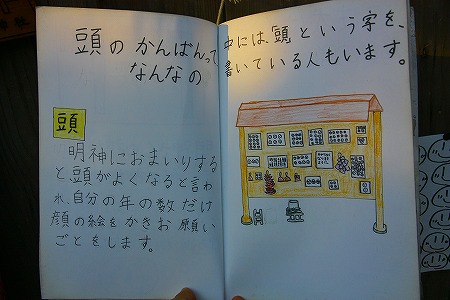 頭のかんばんって
なんなの
頭
明神におまいりする
と頭がよくなると言わ
れ、自分の年の数だけ
顔の絵をかきお願い
ごとをします。
中には、頭という字を、
書いている人もいます。